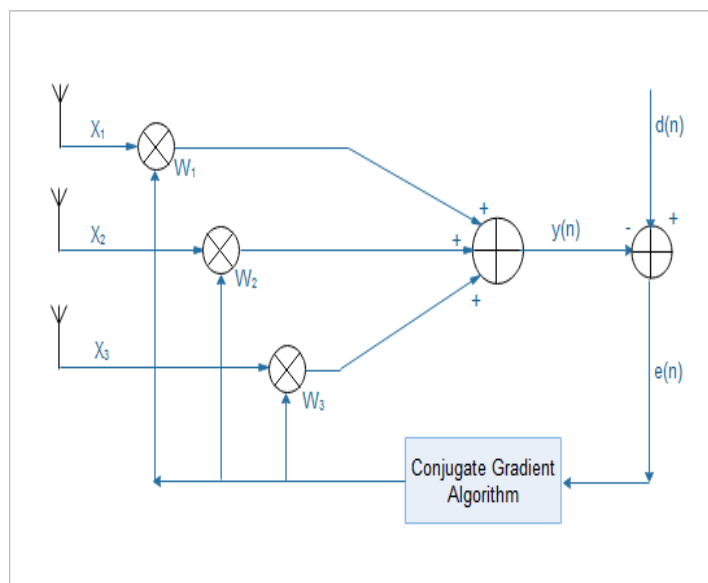 X₁
W₁
d(n)
+
+
-
X₂
+
y(n)
W₂
+
X₃
W₃
e(n)
Conjugate Gradient
Algorithm